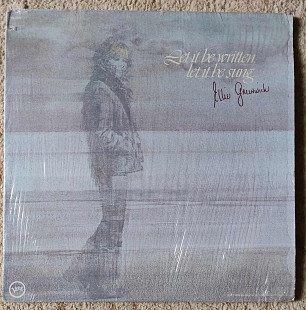 Let it be written
let it be sung
Ellie Greenwich
Verve